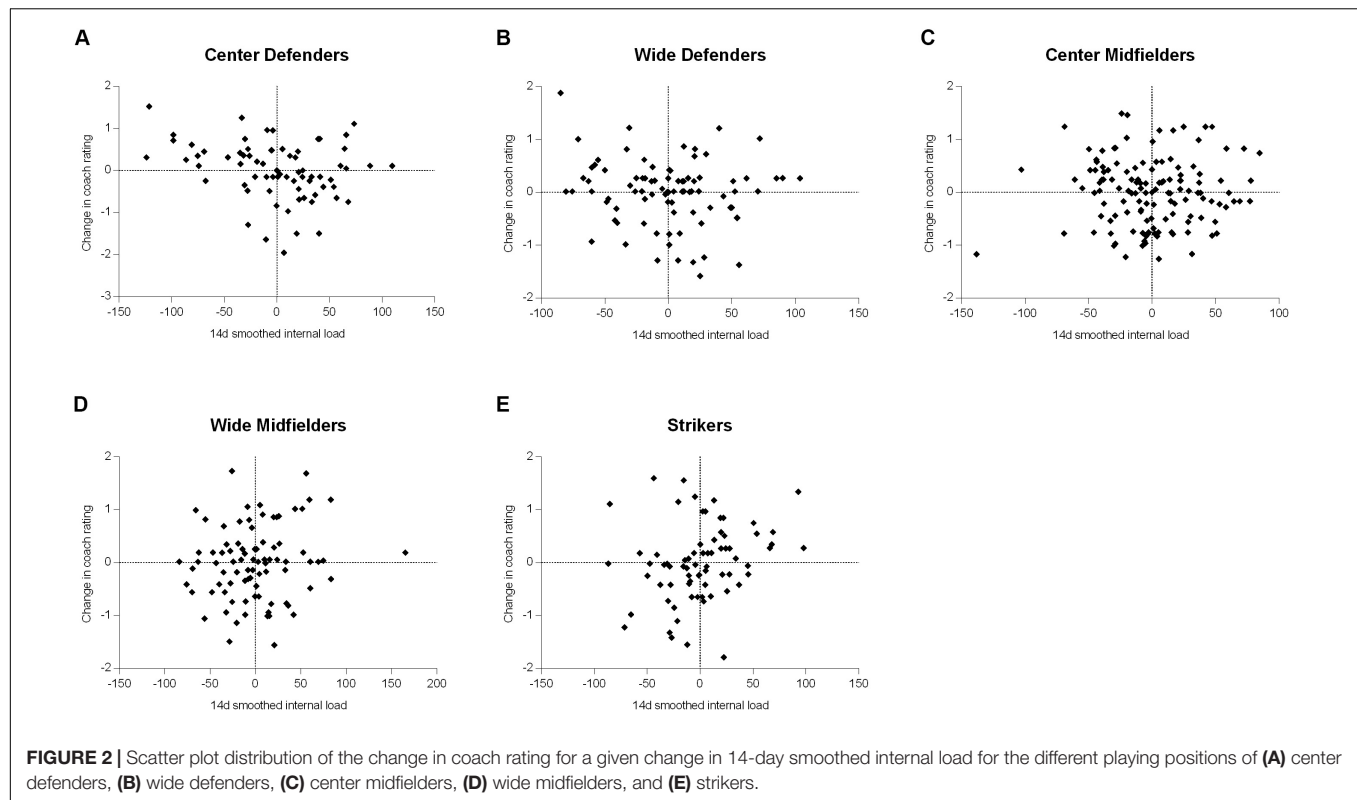 A
Center Defenders
Change in coach rating
2
1
0
-1
-2
-3
-150
-100
-50
0
50
100
150
14d smoothed internal load
B
Wide Defenders
Change in coach rating
2
1
0
-1
-2
-100
-50
0
50
100
150
14d smoothed internal load
C
Center Midfielders
Change in coach rating
2
1
0
-1
-2
-150
-100
-50
0
50
100
14d smoothed internal load
D
Wide Midfielders
Change in coach rating
2
1
0
-1
-2
-150
-100
-50
0
50
100
150
200
14d smoothed internal load
E
Strikers
Change in coach rating
2
1
0
-1
-2
-150
-100
-50
0
50
100
150
14d smoothed internal load
FIGURE 2 | Scatter plot distribution of the change in coach rating for a given change in 14-day smoothed internal load for the different playing positions of (A) center
defenders, (B) wide defenders, (C) center midfielders, (D) wide midfielders, and (E) strikers.